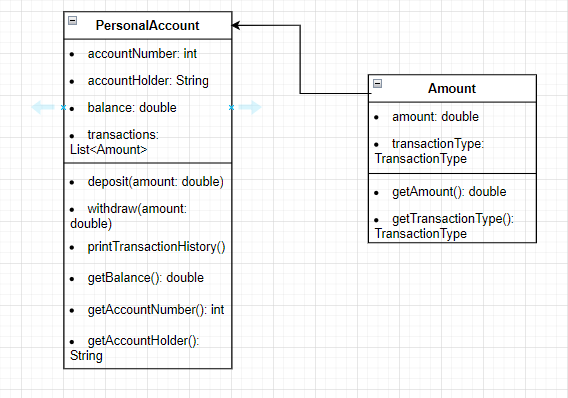 PersonalAccount
accountNumber: int
accountHolder: String
balance: double
transactions:
List<Amount>
deposit(amount: double)
withdraw(amount:
double)
printTransactionHistory()
getBalance(): double
getAccountNumber(): int
getAccountHolder():
String
Amount
amount: double
transactionType:
TransactionType
getAmount(): double
getTransactionType():
TransactionType